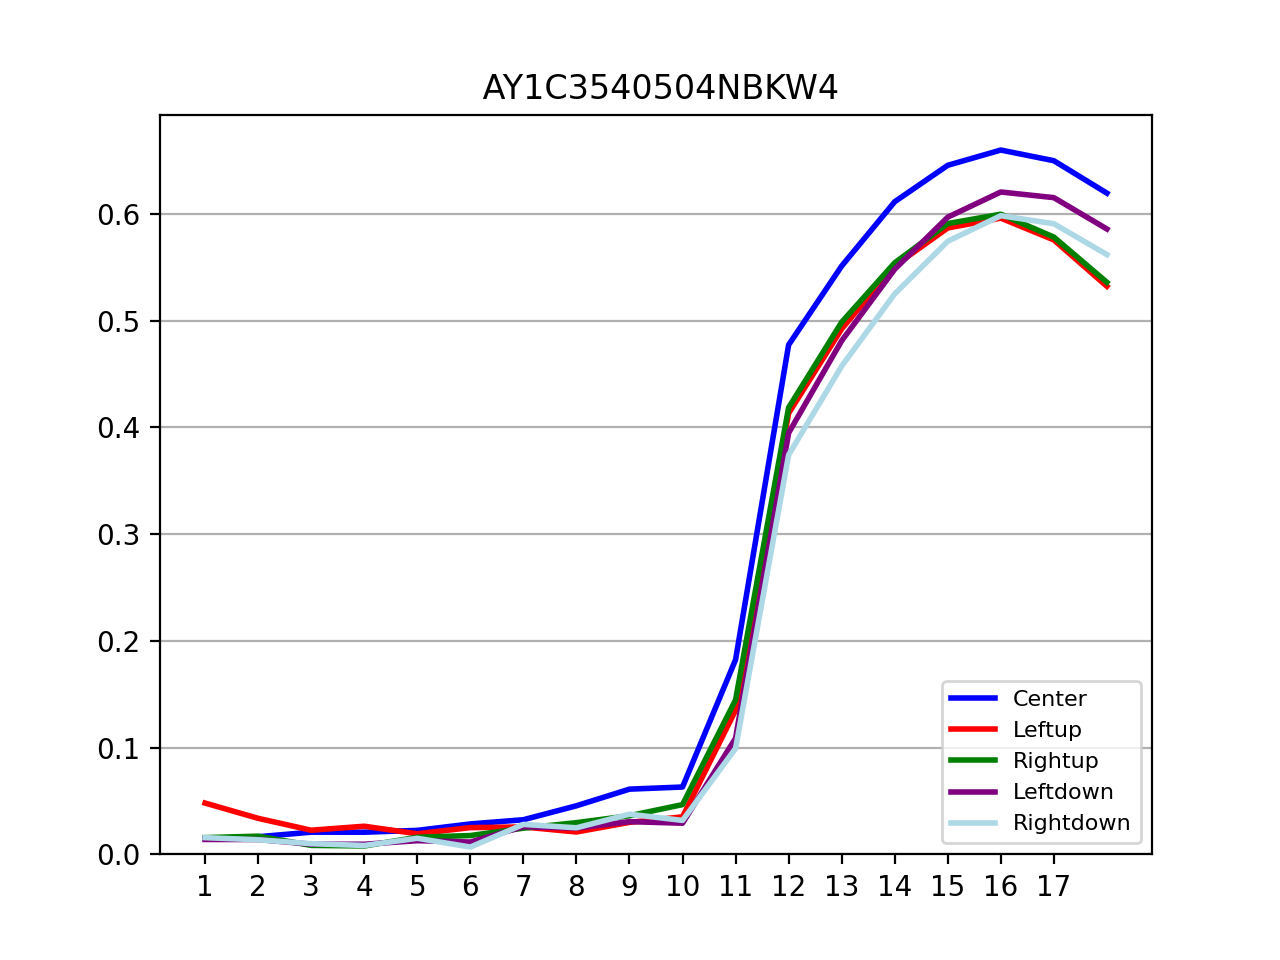 AY1C3540504NBKW4
0.6
0.5
0.4
0.3
0.2
0.1
0.0
1 2 3 4 5 6 7 8 9 10 11 12 13 14 15 16 17
Center
Leftup
Rightup
Leftdown
Rightdown